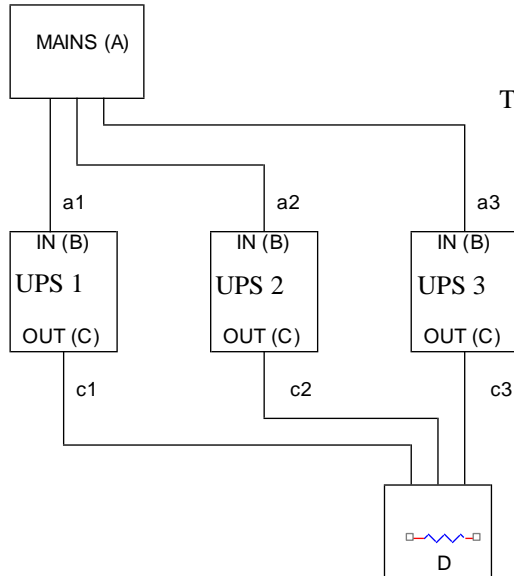 MAINS (A)
T
a1
a2
a3
IN (B)
IN (B)
IN (B)
UPS 1
UPS 2
UPS 3
OUT (C)
OUT (C)
OUT (C)
c1
c2
c3
D